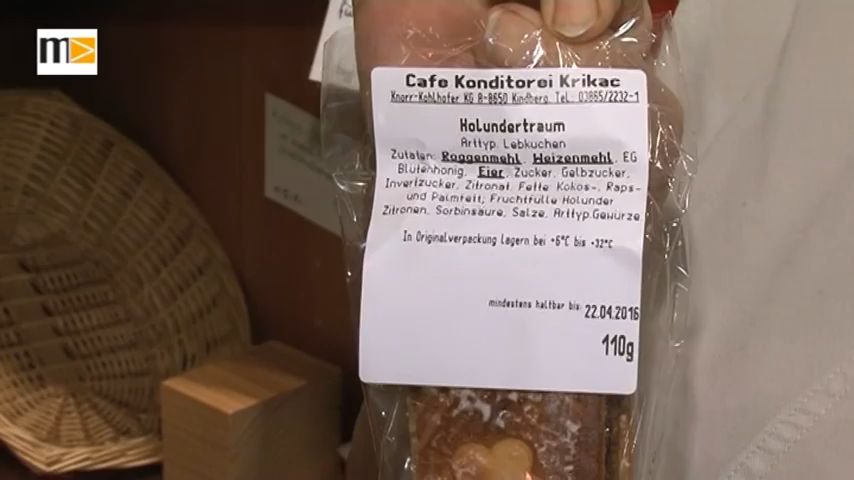 m
Cafe Konditorei Krikac
Knorr-Kohlhofer KG A-8650 Kindberg Tel. 03865/2232-1
Holundertraum
Arttyp. Lebkuchen
Zutaten: Roggenmehl, Weizenmehl, EG
Blütenhonig, Eier, Zucker, Gelbzucker,
Invertzucker, Zitronat, Fette Kokos-, Raps-
und Palmfett, Fruchtfülle Holunder
Zitronen, Sorbinsäure, Salze, Arttyp.Gewürze
In Originalverpackung lagern bei +6°C bis +32°C
mindestens haltbar bis: 22.04.2016
110g